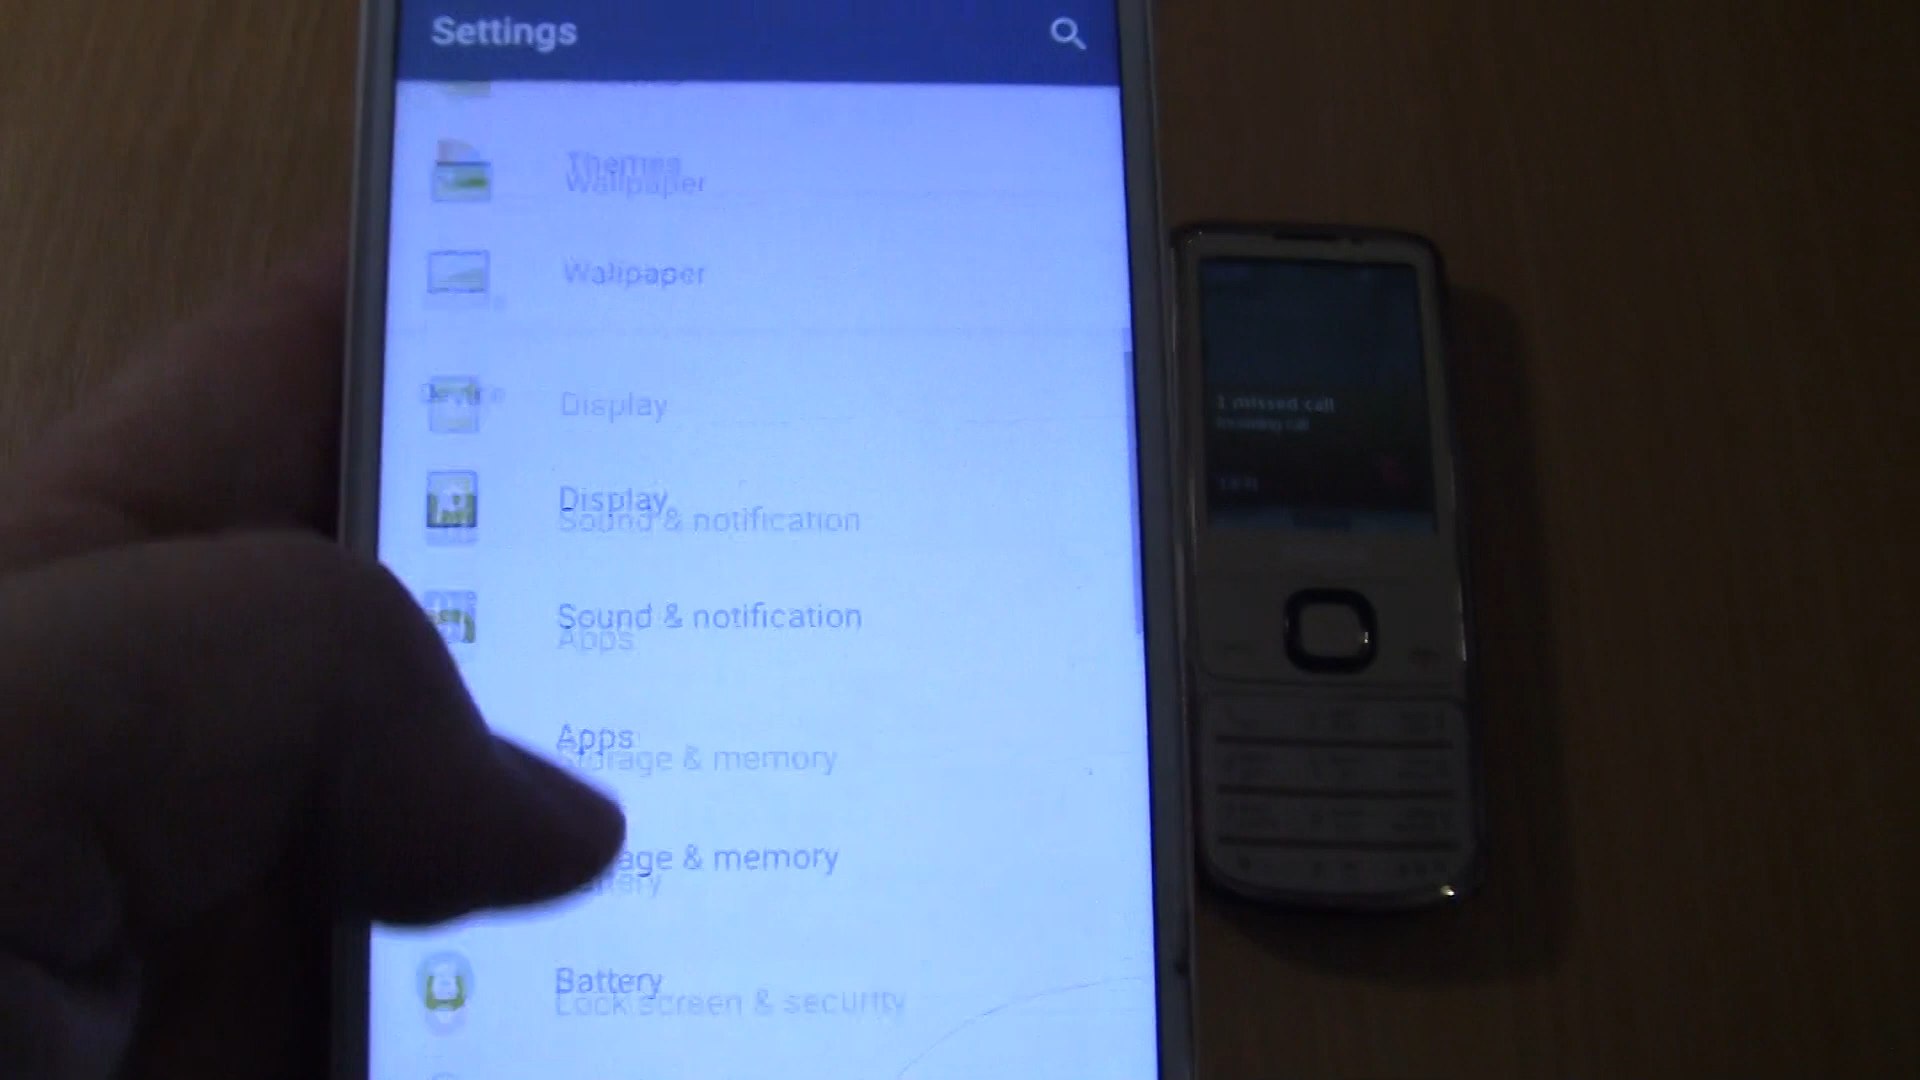 Settings
Themes
Wallpaper
Wallpaper
Device
Display
Display
Sound & notification
Sound & notification
Apps
Apps
Storage & memory
age & memory
Battery
Battery
Lock screen & security
1 missed call